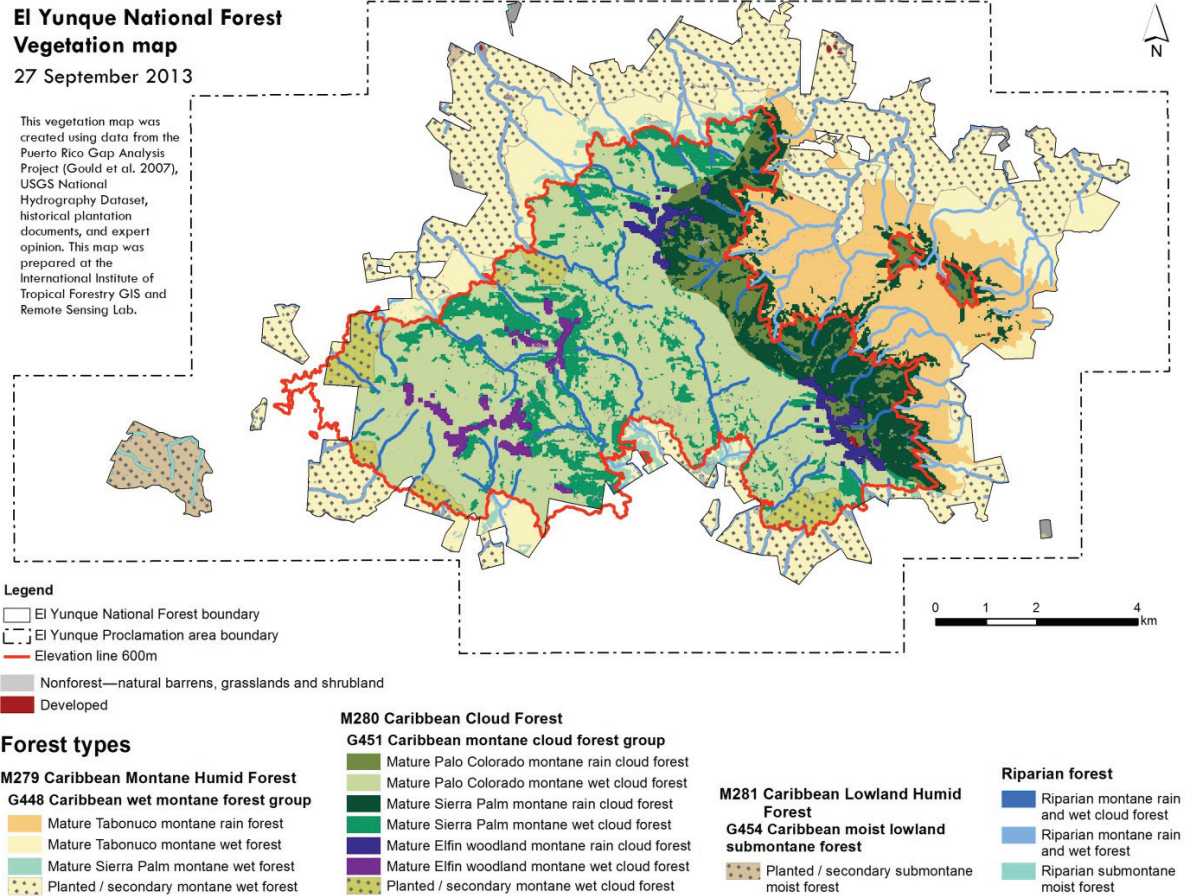 El Yunque National Forest
Vegetation map
27 September 2013
This vegetation map was
created using data from the
Puerto Rico Gap Analysis
Project (Gould et al. 2007),
USGS National
Hydrography Dataset,
historical plantation
documents, and expert
opinion. This map was
prepared at the
International Institute of
Tropical Forestry GIS and
Remote Sensing Lab.
N
0 1 2 4
km
Legend
El Yunque National Forest boundary
El Yunque Proclamation area boundary
Elevation line 600m
Nonforest—natural barrens, grasslands and shrubland
Developed
Forest types
M279 Caribbean Montane Humid Forest
G448 Caribbean wet montane forest group
Mature Tabonuco montane rain forest
Mature Tabonuco montane wet forest
Mature Sierra Palm montane wet forest
Planted / secondary montane wet forest
M280 Caribbean Cloud Forest
G451 Caribbean montane cloud forest group
Mature Palo Colorado montane rain cloud forest
Mature Palo Colorado montane wet cloud forest
Mature Sierra Palm montane rain cloud forest
Mature Sierra Palm montane wet cloud forest
Mature Elfin woodland montane rain cloud forest
Mature Elfin woodland montane wet cloud forest
Planted / secondary montane wet cloud forest
M281 Caribbean Lowland Humid
Forest
G454 Caribbean moist lowland
submontane forest
Planted / secondary submontane
moist forest
Riparian forest
Riparian montane rain
and wet cloud forest
Riparian montane rain
and wet forest
Riparian submontane
moist forest